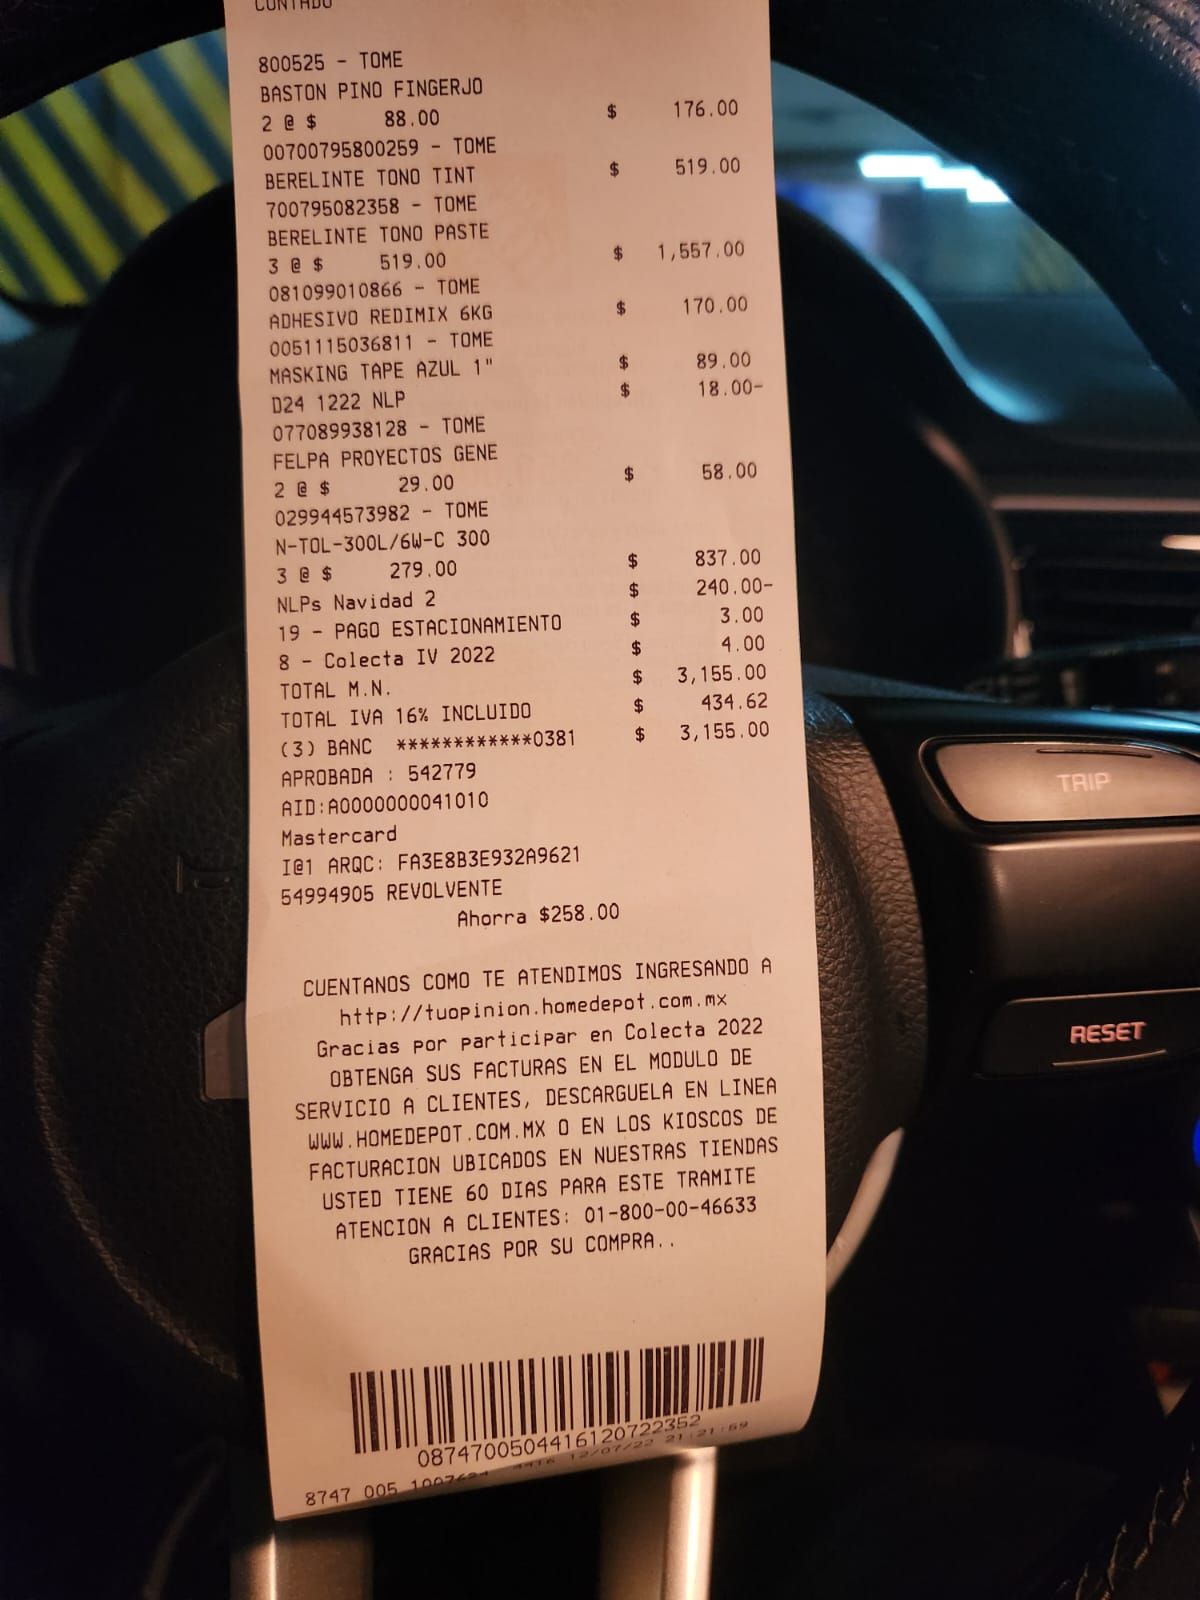 CONTADO
800525 - TOME
BASTON PINO FINGERJO
2 @ $ 88.00 $ 176.00
00700795800259 - TOME
BERELINTE TONO TINT $ 519.00
700795082358 - TOME
BERELINTE TONO PASTE
3 @ $ 519.00 $ 1,557.00
081099010866 - TOME
ADHESIVO REDIMIX 6KG $ 170.00
0051115036811 - TOME
MASKING TAPE AZUL 1" $ 89.00
D24 1222 NLP $ 18.00-
077089938128 - TOME
FELPA PROYECTOS GENE
2 @ $ 29.00 $ 58.00
029944573982 - TOME
N-TOL-300L/6W-C 300
3 @ $ 279.00 $ 837.00
NLPs Navidad 2 $ 240.00-
19 - PAGO ESTACIONAMIENTO $ 3.00
8 - Colecta IV 2022 $ 4.00
TOTAL M.N. $ 3,155.00
TOTAL IVA 16% INCLUIDO $ 434.62
(3) BANC ************0381 $ 3,155.00
APROBADA : 542779
AID:A0000000041010
Mastercard
I@1 ARQC: FA3E8B3E932A9621
54994905 REVOLVENTE
Ahorra $258.00
CUENTANOS COMO TE ATENDIMOS INGRESANDO A
http://tuopinion.homedepot.com.mx
Gracias por participar en Colecta 2022
OBTENGA SUS FACTURAS EN EL MODULO DE
SERVICIO A CLIENTES, DESCARGUELA EN LINEA
WWW.HOMEDEPOT.COM.MX O EN LOS KIOSCOS DE
FACTURACION UBICADOS EN NUESTRAS TIENDAS
USTED TIENE 60 DIAS PARA ESTE TRAMITE
ATENCION A CLIENTES: 01-800-00-46633
GRACIAS POR SU COMPRA..
0874700504416120722352
8747 005 12/07/22 21:21:59
TRIP
RESET